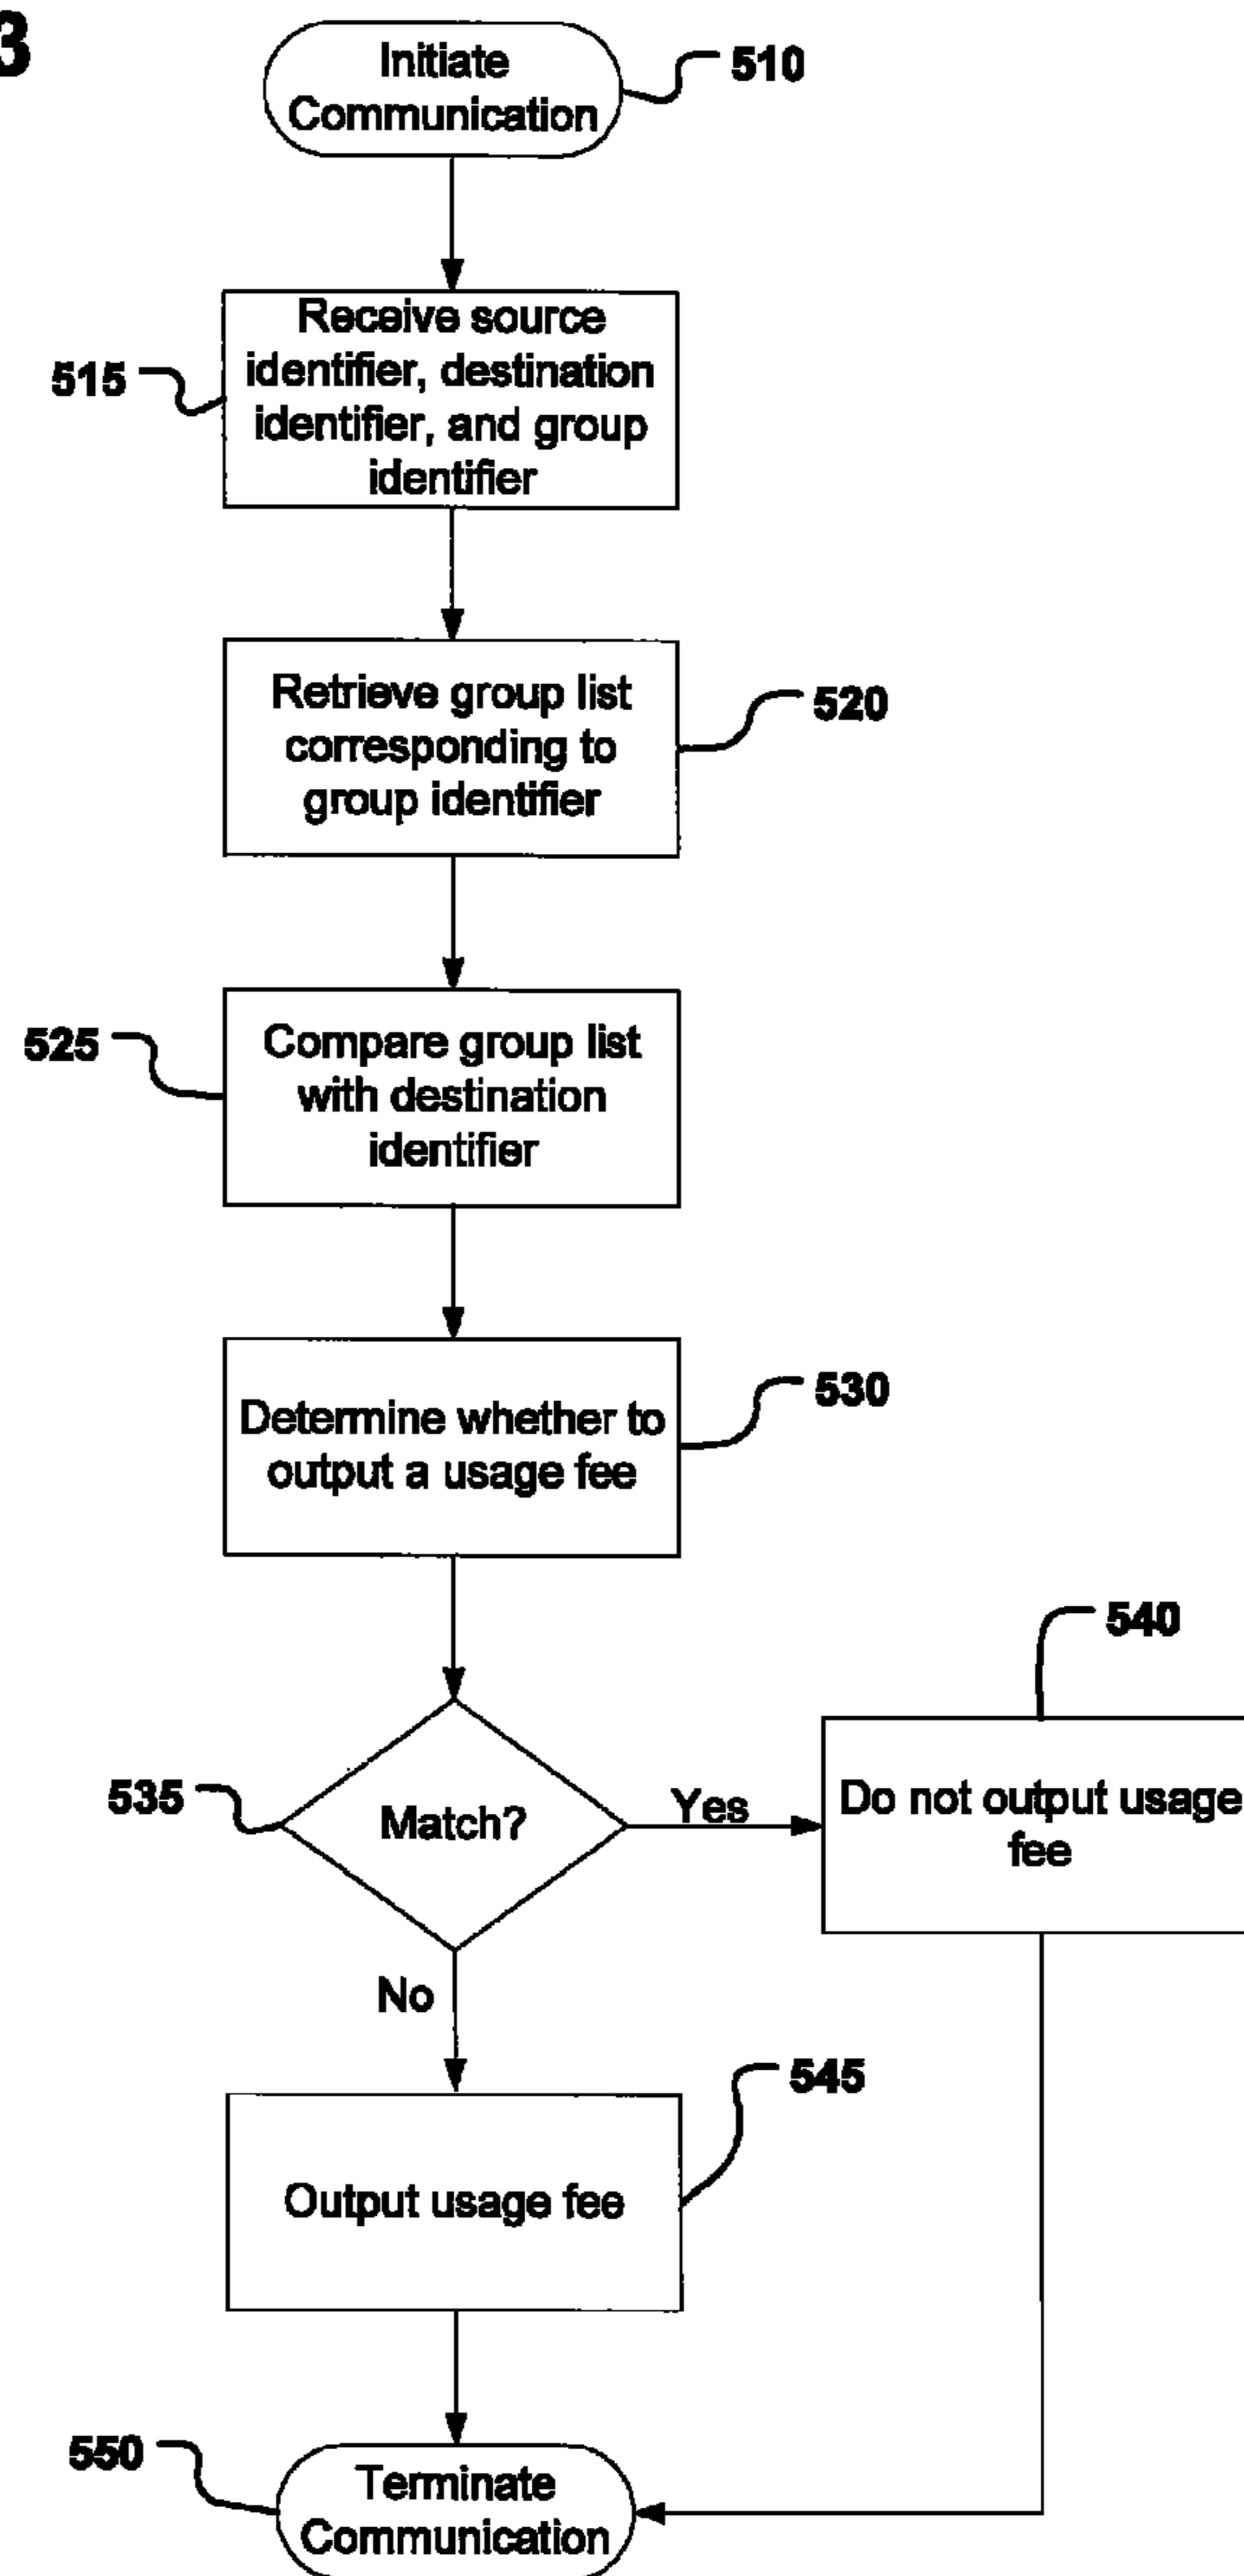 3
Initiate
Communication
510
Receive source
identifier, destination
identifier, and group
identifier
515
Retrieve group list
corresponding to
group identifier
520
Compare group list
with destination
identifier
525
Determine whether to
output a usage fee
530
540
535
Match?
Yes
Do not output usage
fee
No
545
Output usage fee
550
Terminate
Communication